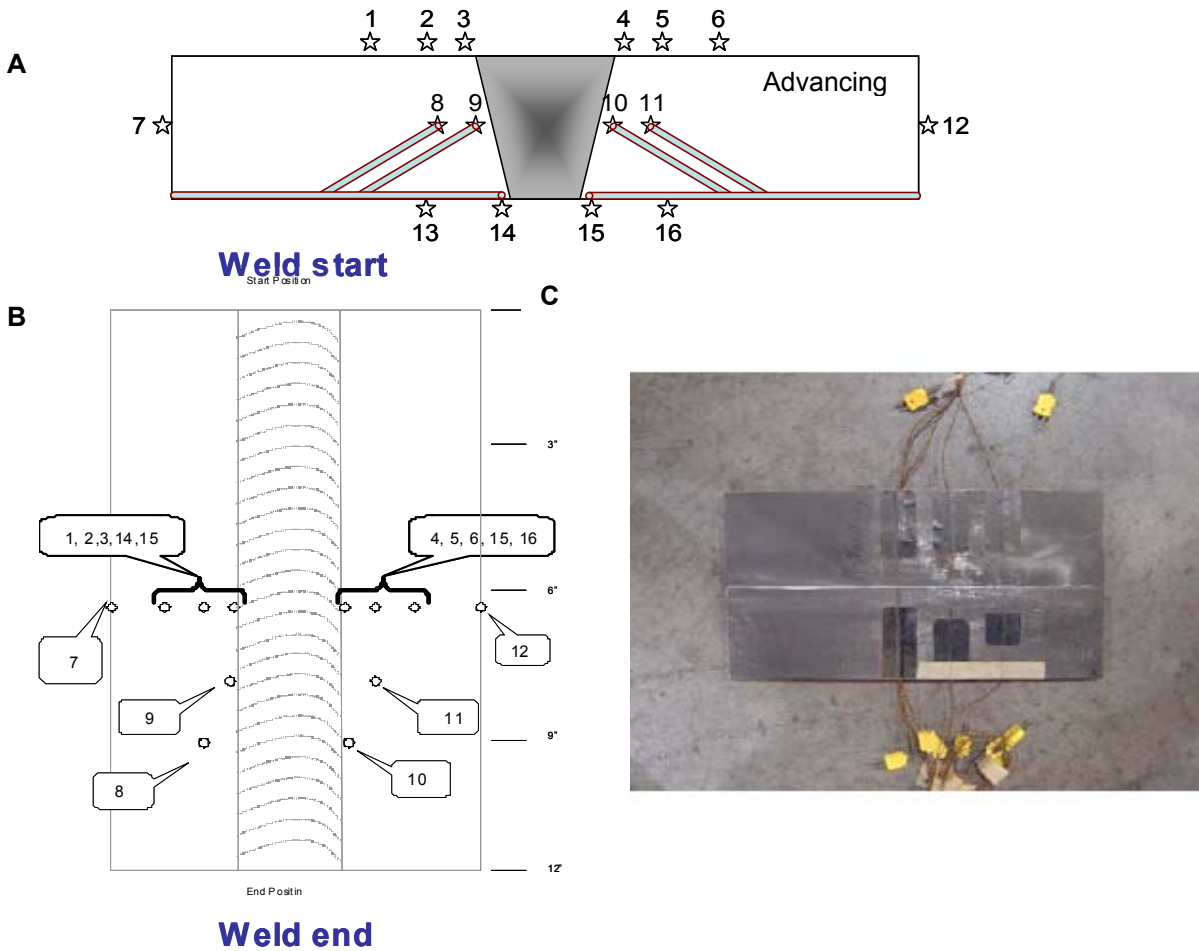 1 2 3 4 5 6
A
Advancing
8 9 10 11
7 12
13 14 15 16
Weld start
Start Position
B
C
3"
1, 2 ,3, 14 ,15 4, 5, 6, 15, 16
6"
7 12
9 11
9"
8 10
12"
End Positin
Weld end